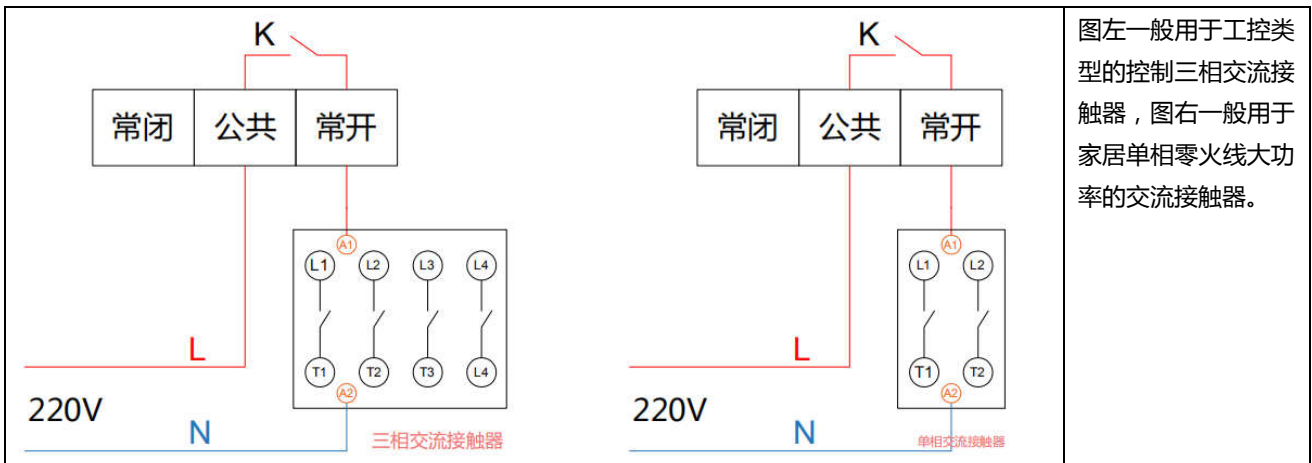 K
常闭 公共 常开
A1
L1 L2 L3 L4
T1 T2 T3 L4
A2
L
220V
N
三相交流接触器
K
常闭 公共 常开
A1
L1 L2
T1 T2
A2
L
220V
N
单相交流接触器
图左一般用于工控类
型的控制三相交流接
触器，图右一般用于
家居单相零火线大功
率的交流接触器。